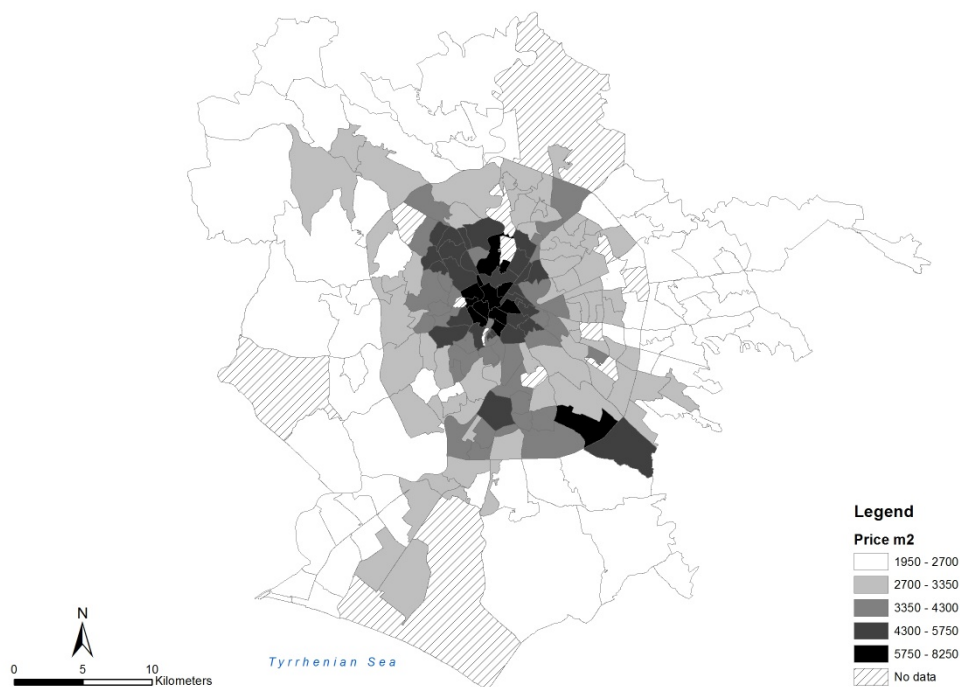 Legend
Price m2
1950 - 2700
2700 - 3350
3350 - 4300
4300 - 5750
5750 - 8250
No data
N
0 5 10
Kilometers
Tyrrhenian Sea